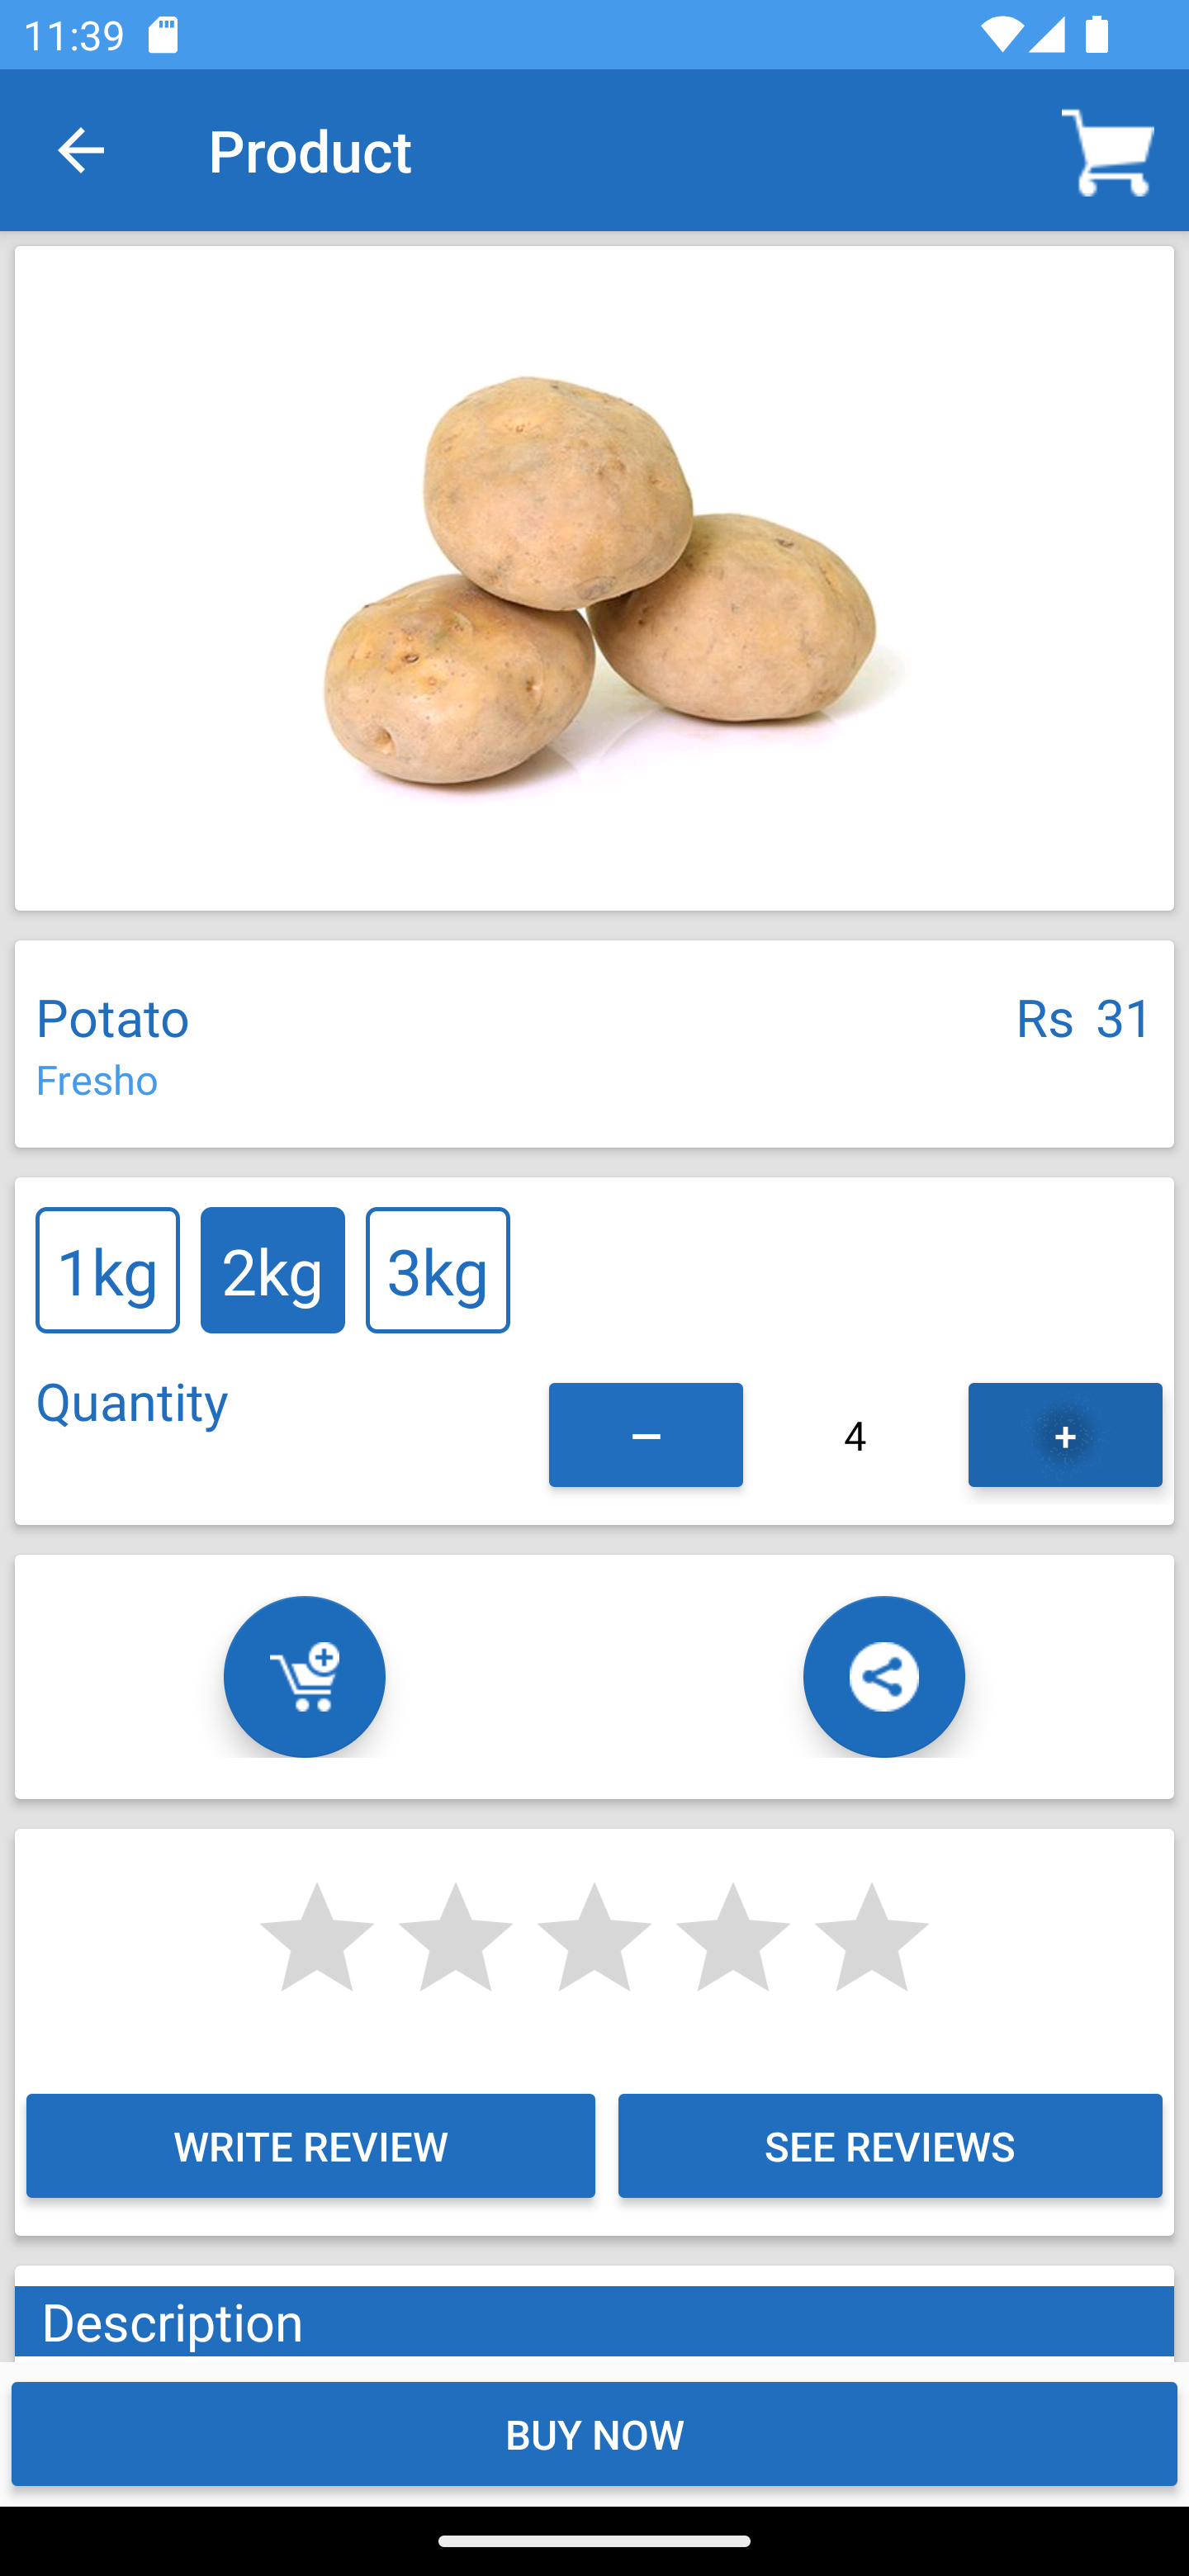 11:39
Product
Potato
Rs 31
Fresho
1kg 2kg 3kg
Quantity
– 4 +
WRITE REVIEW
SEE REVIEWS
Description
BUY NOW